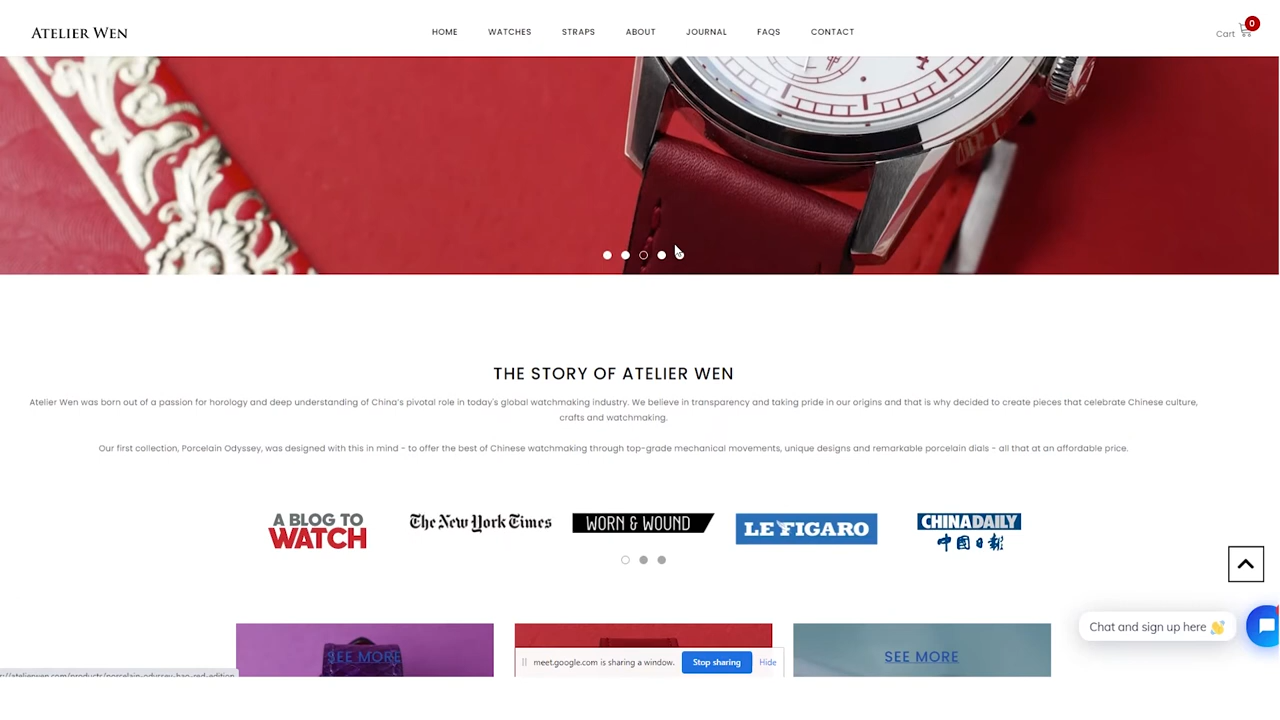 ATELIER WEN
HOME WATCHES STRAPS ABOUT JOURNAL FAQS CONTACT
Cart 0
THE STORY OF ATELIER WEN
Atelier Wen was born out of a passion for horology and deep understanding of China's pivotal role in today's global watchmaking industry. We believe in transparency and taking pride in our origins and that is why decided to create pieces that celebrate Chinese culture,
crafts and watchmaking.
Our first collection, Porcelain Odyssey, was designed with this in mind - to offer the best of Chinese watchmaking through top-grade mechanical movements, unique designs and remarkable porcelain dials - all that at an affordable price.
A BLOG TO
WATCH
The New York Times
WORN & WOUND
LE FIGARO
CHINADAILY
中國日報
Chat and sign up here 👋
SEE MORE
SEE MORE
meet.google.com is sharing a window. Stop sharing Hide